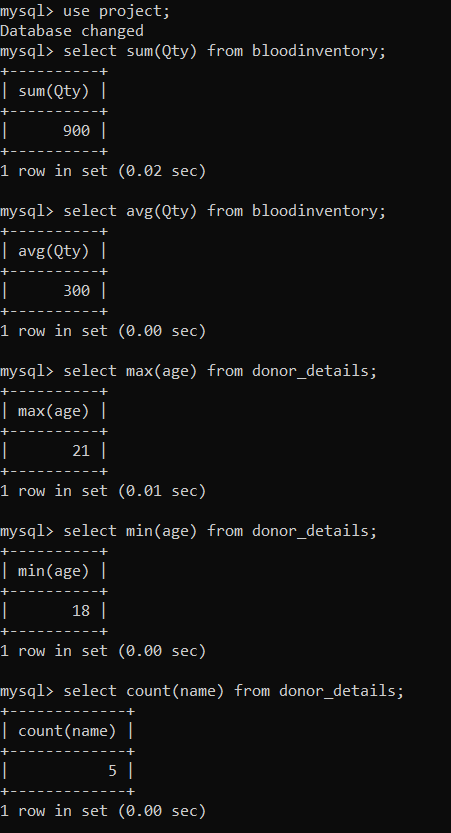 mysql> use project;
Database changed
mysql> select sum(Qty) from bloodinventory;
+----------+
| sum(Qty) |
+----------+
|      900 |
+----------+
1 row in set (0.02 sec)

mysql> select avg(Qty) from bloodinventory;
+----------+
| avg(Qty) |
+----------+
|      300 |
+----------+
1 row in set (0.00 sec)

mysql> select max(age) from donor_details;
+----------+
| max(age) |
+----------+
|       21 |
+----------+
1 row in set (0.01 sec)

mysql> select min(age) from donor_details;
+----------+
| min(age) |
+----------+
|       18 |
+----------+
1 row in set (0.00 sec)

mysql> select count(name) from donor_details;
+-------------+
| count(name) |
+-------------+
|           5 |
+-------------+
1 row in set (0.00 sec)